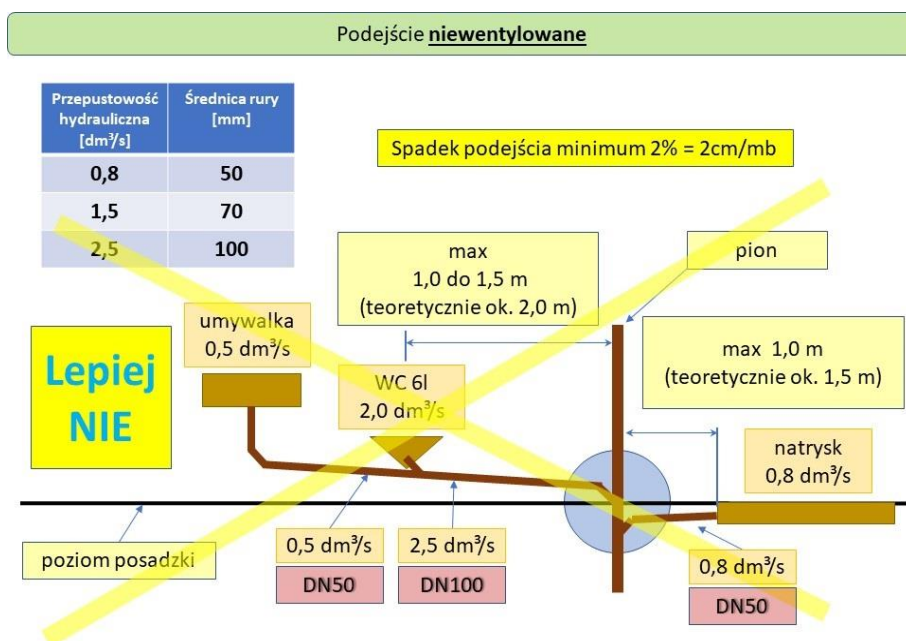 Podejście niewentylowane
Przepustowość
hydrauliczna
[dm³/s]
Średnica rury
[mm]
0,8 50
1,5 70
2,5 100
Spadek podejścia minimum 2% = 2cm/mb
max
1,0 do 1,5 m
(teoretycznie ok. 2,0 m)
pion
umywalka
0,5 dm³/s
max 1,0 m
(teoretycznie ok. 1,5 m)
Lepiej
NIE
WC 6l
2,0 dm³/s
natrysk
0,8 dm³/s
poziom posadzki
0,5 dm³/s
DN50
2,5 dm³/s
DN100
0,8 dm³/s
DN50